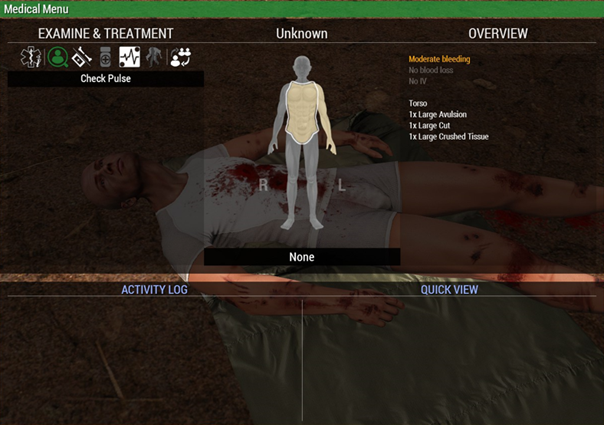 Medical Menu
EXAMINE & TREATMENT
Unknown
OVERVIEW
Check Pulse
Moderate bleeding
No blood loss
No IV
Torso
1x Large Avulsion
1x Large Cut
1x Large Crushed Tissue
R
L
None
ACTIVITY LOG
QUICK VIEW